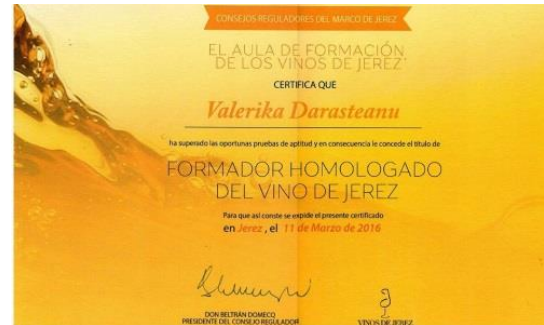 CONSEJOS REGULADORES DEL MARCO DE JEREZ
EL AULA DE FORMACIÓN
DE LOS VINOS DE JEREZ
CERTIFICA QUE
Valerika Darasteanu
ha superado las oportunas pruebas de aptitud y en consecuencia le concede el título de
FORMADOR HOMOLOGADO
DEL VINO DE JEREZ
Para que así conste se expide el presente certificado
en Jerez, el 11 de Marzo de 2016
DON BELTRÁN DOMECQ
PRESIDENTE DEL CONSEJO REGULADOR
VINOS DE JEREZ